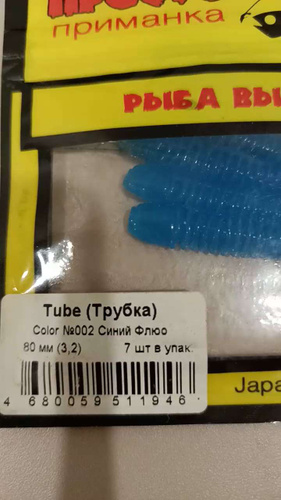 приманка
РЫБА ВЫ
Tube (Трубка)
Color №002 Синий Флюо
80 мм (3,2) 7 шт в упак.
4 680059 511946
Japa